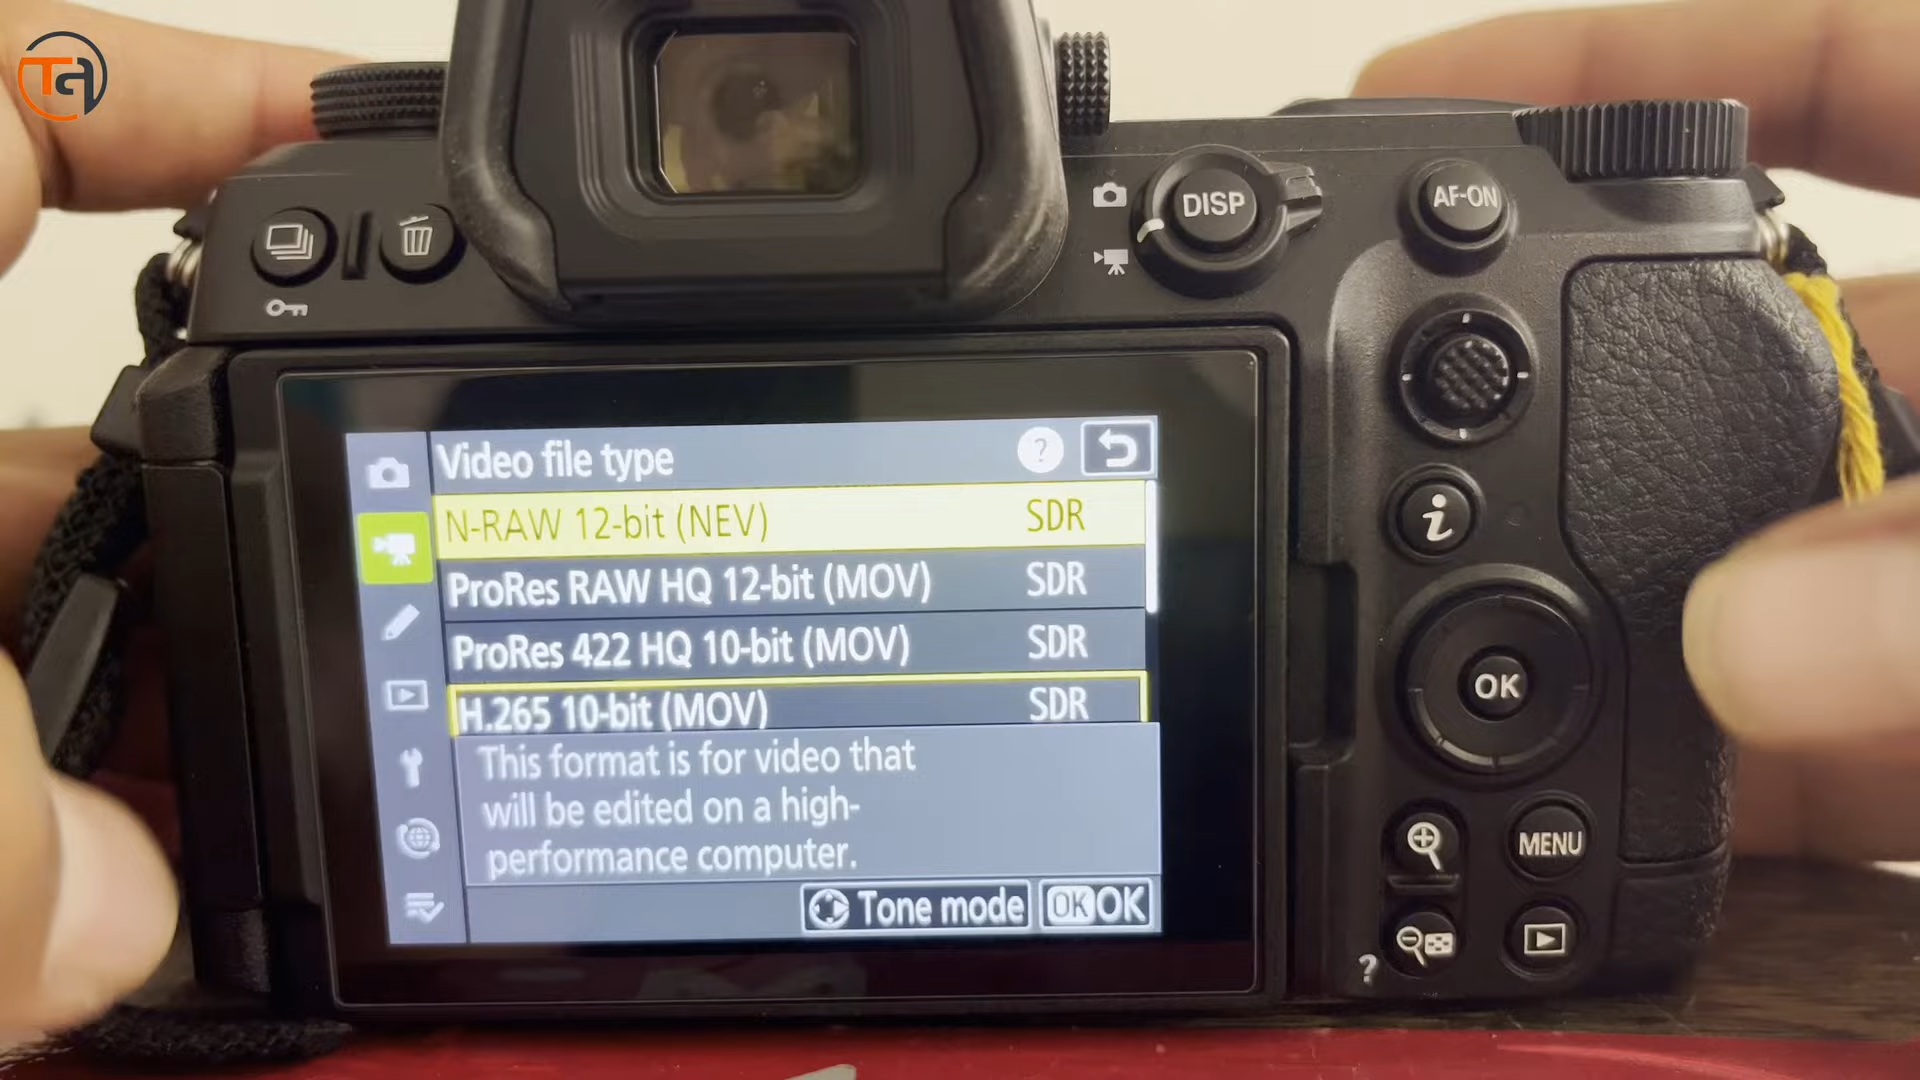 Ta
DISP
AF-ON
Video file type
?
N-RAW 12-bit (NEV) SDR
ProRes RAW HQ 12-bit (MOV) SDR
ProRes 422 HQ 10-bit (MOV) SDR
H.265 10-bit (MOV) SDR
This format is for video that
will be edited on a high-
performance computer.
Tone mode OK OK
i
OK
MENU
?